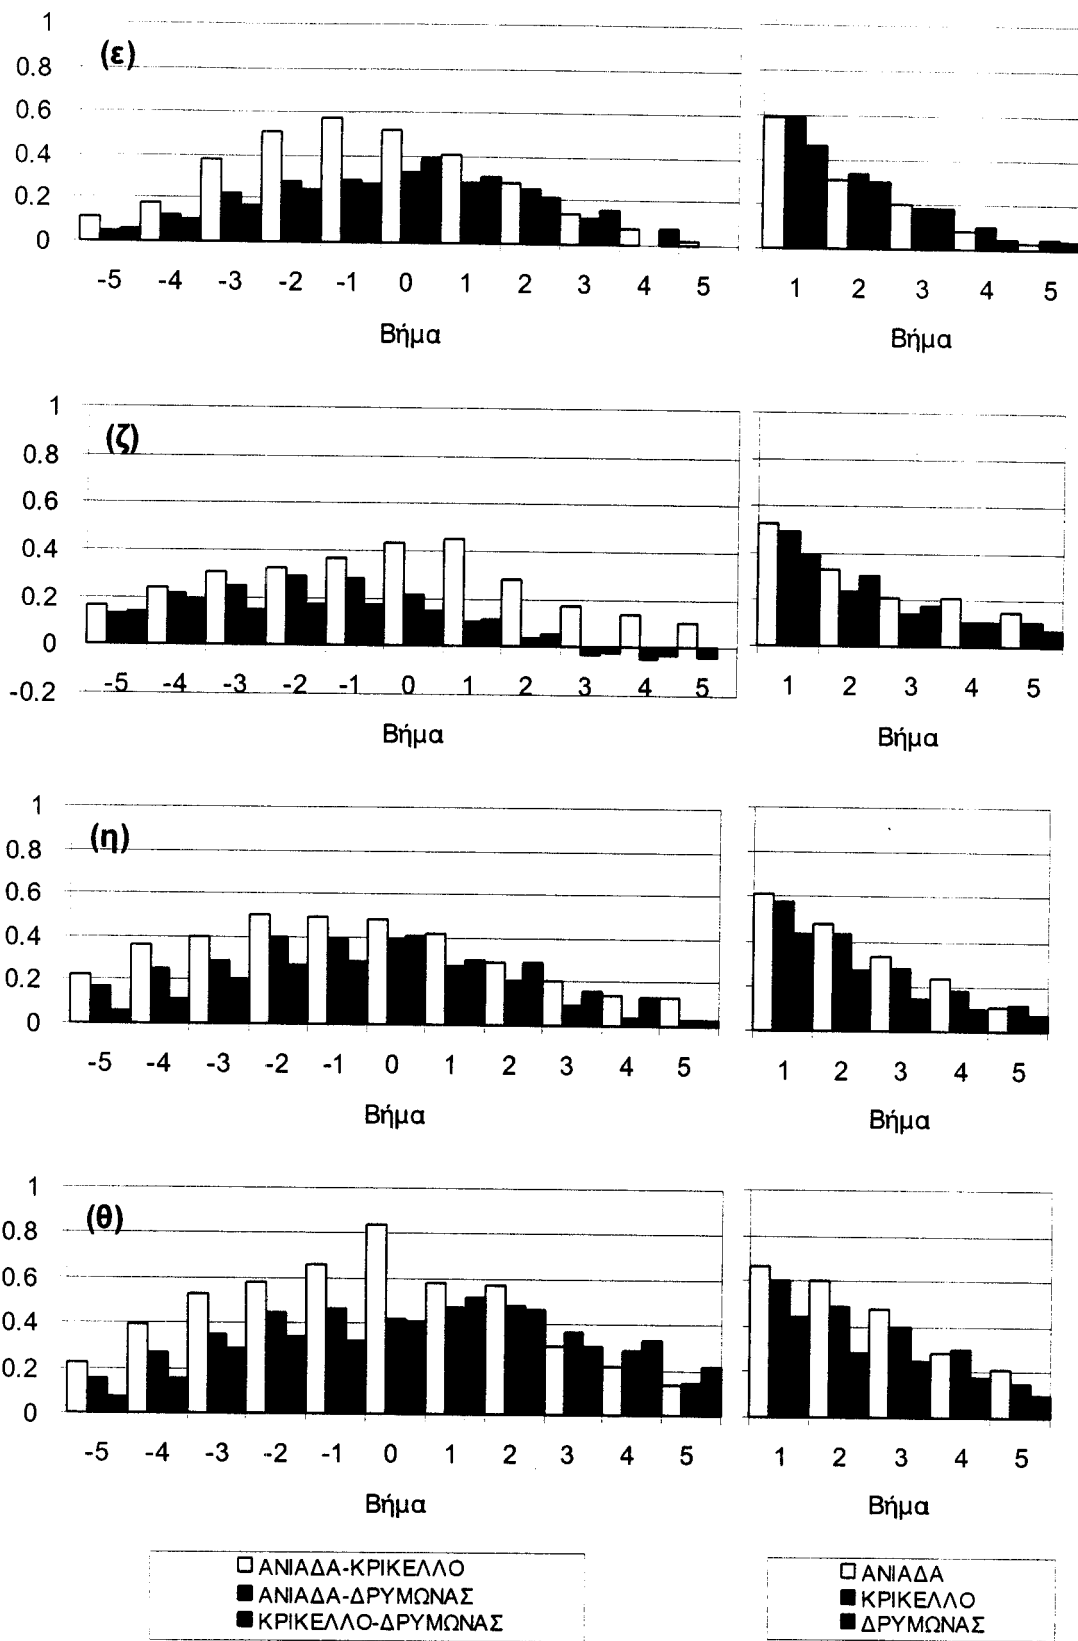 (ε)
1
0.8
0.6
0.4
0.2
0
-5 -4 -3 -2 -1 0 1 2 3 4 5
Βήμα
1 2 3 4 5
Βήμα
(ζ)
1
0.8
0.6
0.4
0.2
0
-0.2
-5 -4 -3 -2 -1 0 1 2 3 4 5
Βήμα
1 2 3 4 5
Βήμα
(η)
1
0.8
0.6
0.4
0.2
0
-5 -4 -3 -2 -1 0 1 2 3 4 5
Βήμα
1 2 3 4 5
Βήμα
(θ)
1
0.8
0.6
0.4
0.2
0
-5 -4 -3 -2 -1 0 1 2 3 4 5
Βήμα
1 2 3 4 5
Βήμα
ΑΝΙΑΔΑ-ΚΡΙΚΕΛΛΟ
ΑΝΙΑΔΑ-ΔΡΥΜΩΝΑΣ
ΚΡΙΚΕΛΛΟ-ΔΡΥΜΩΝΑΣ
ΑΝΙΑΔΑ
ΚΡΙΚΕΛΛΟ
ΔΡΥΜΩΝΑΣ